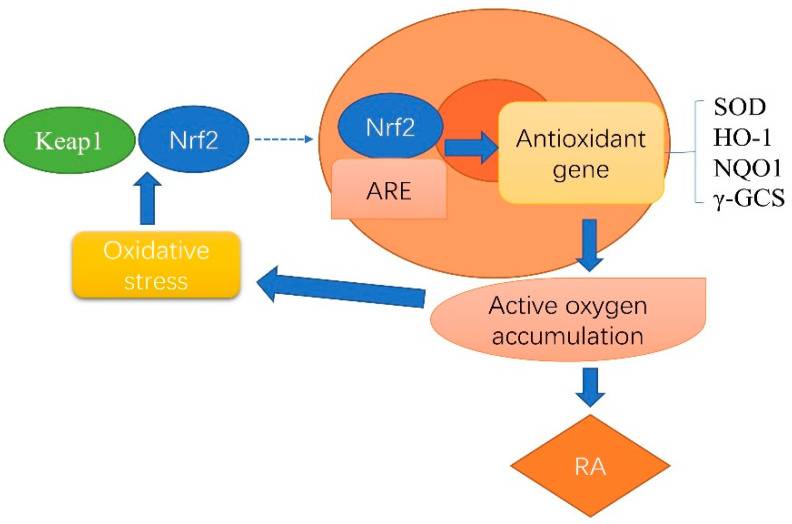 Keap1
Nrf2
Nrf2
ARE
Antioxidant
gene
SOD
HO-1
NQO1
γ-GCS
Oxidative
stress
Active oxygen
accumulation
RA